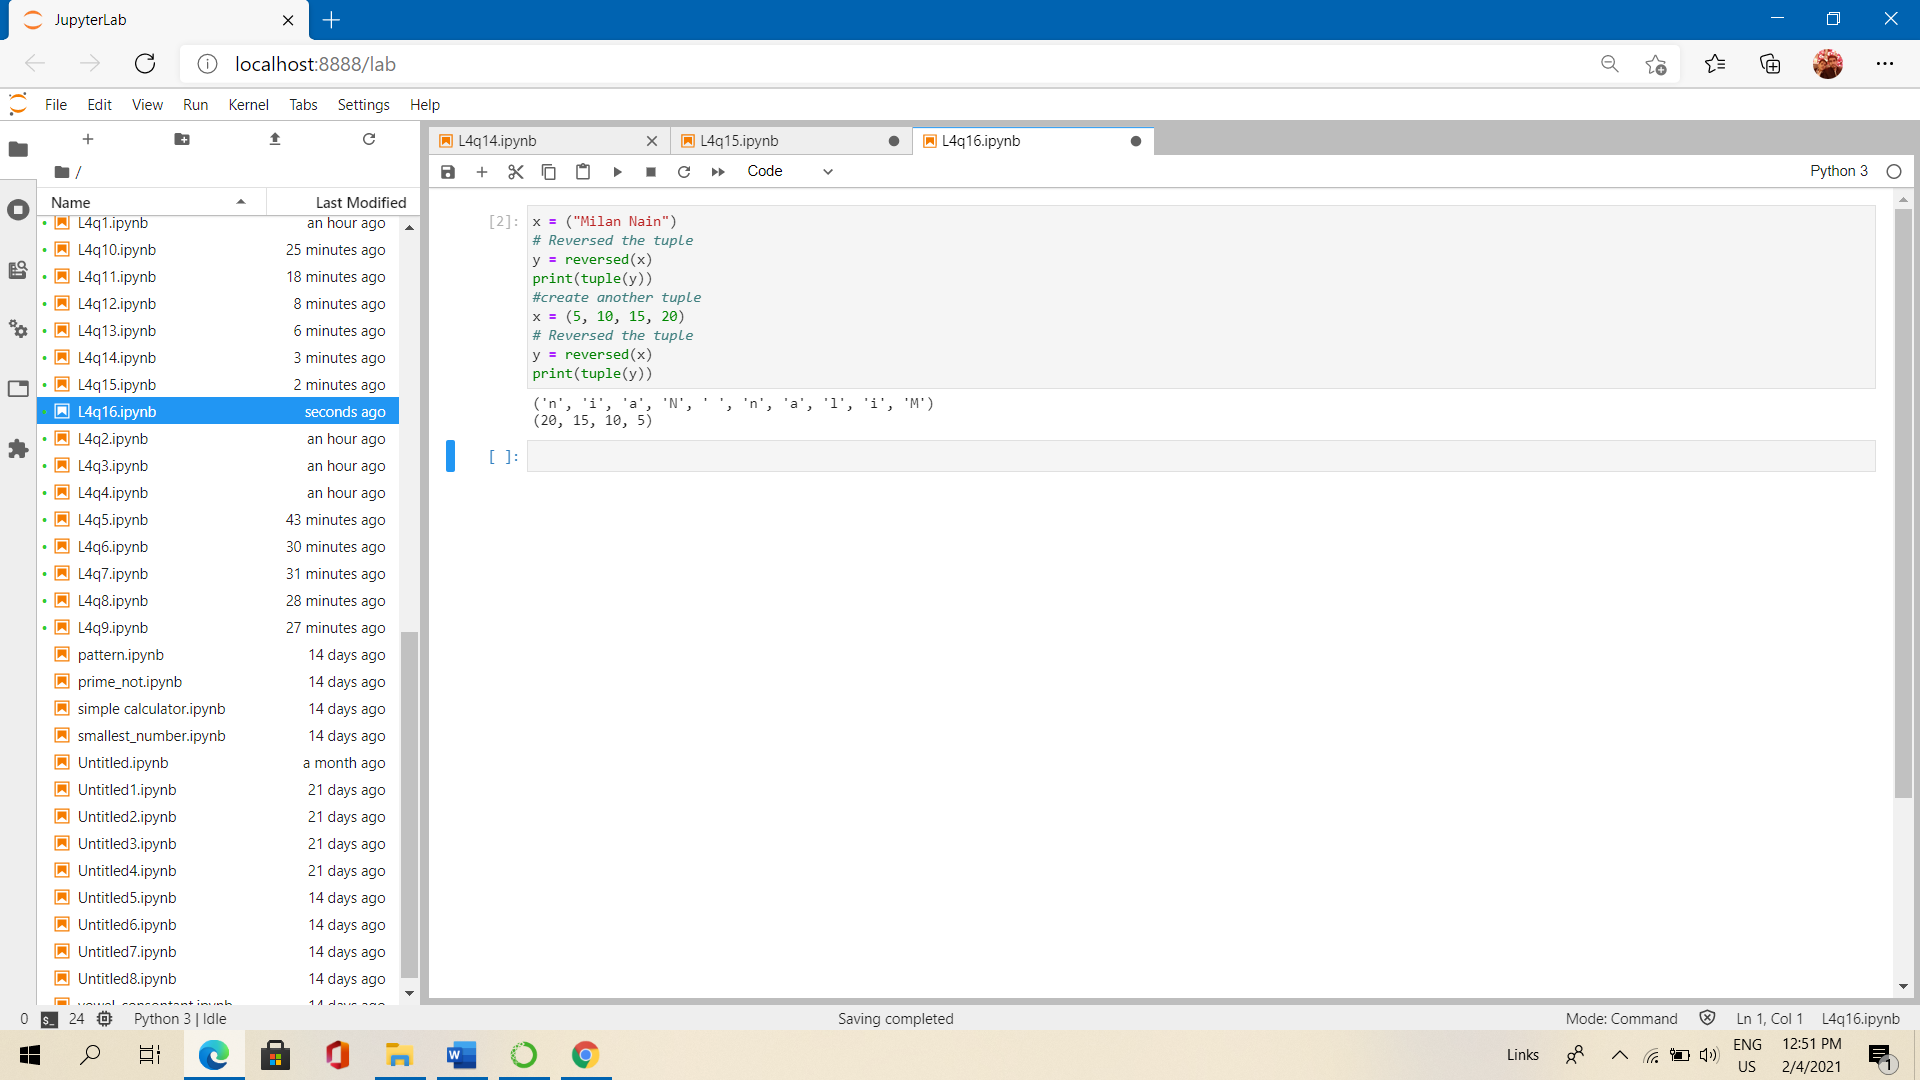 JupyterLab
localhost:8888/lab
File Edit View Run Kernel Tabs Settings Help
/
Name Last Modified
L4q1.ipynb an hour ago
L4q10.ipynb 25 minutes ago
L4q11.ipynb 18 minutes ago
L4q12.ipynb 8 minutes ago
L4q13.ipynb 6 minutes ago
L4q14.ipynb 3 minutes ago
L4q15.ipynb 2 minutes ago
L4q16.ipynb seconds ago
L4q2.ipynb an hour ago
L4q3.ipynb an hour ago
L4q4.ipynb an hour ago
L4q5.ipynb 43 minutes ago
L4q6.ipynb 30 minutes ago
L4q7.ipynb 31 minutes ago
L4q8.ipynb 28 minutes ago
L4q9.ipynb 27 minutes ago
pattern.ipynb 14 days ago
prime_not.ipynb 14 days ago
simple calculator.ipynb 14 days ago
smallest_number.ipynb 14 days ago
Untitled.ipynb a month ago
Untitled1.ipynb 21 days ago
Untitled2.ipynb 21 days ago
Untitled3.ipynb 21 days ago
Untitled4.ipynb 21 days ago
Untitled5.ipynb 14 days ago
Untitled6.ipynb 14 days ago
Untitled7.ipynb 14 days ago
Untitled8.ipynb 14 days ago
14 days ago
L4q14.ipynb L4q15.ipynb L4q16.ipynb
Code Python 3
[2]: x = ("Milan Nain")
# Reversed the tuple
y = reversed(x)
print(tuple(y))
#create another tuple
x = (5, 10, 15, 20)
# Reversed the tuple
y = reversed(x)
print(tuple(y))
('n', 'i', 'a', 'N', ' ', 'n', 'a', 'l', 'i', 'M')
(20, 15, 10, 5)
[ ]:
0 24 Python 3 | Idle Saving completed Mode: Command Ln 1, Col 1 L4q16.ipynb
Links ENG US 12:51 PM 2/4/2021 1